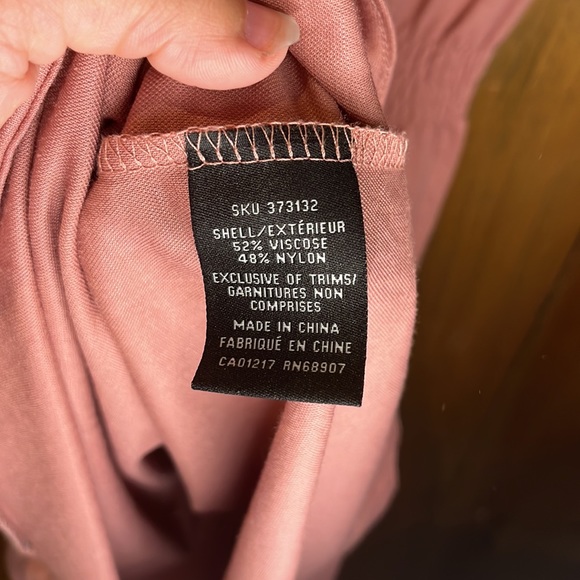 SKU 373132
SHELL/EXTÉRIEUR
52% VISCOSE
48% NYLON
EXCLUSIVE OF TRIMS/
GARNITURES NON
COMPRISES
MADE IN CHINA
FABRIQUÉ EN CHINE
CA01217 RN68907